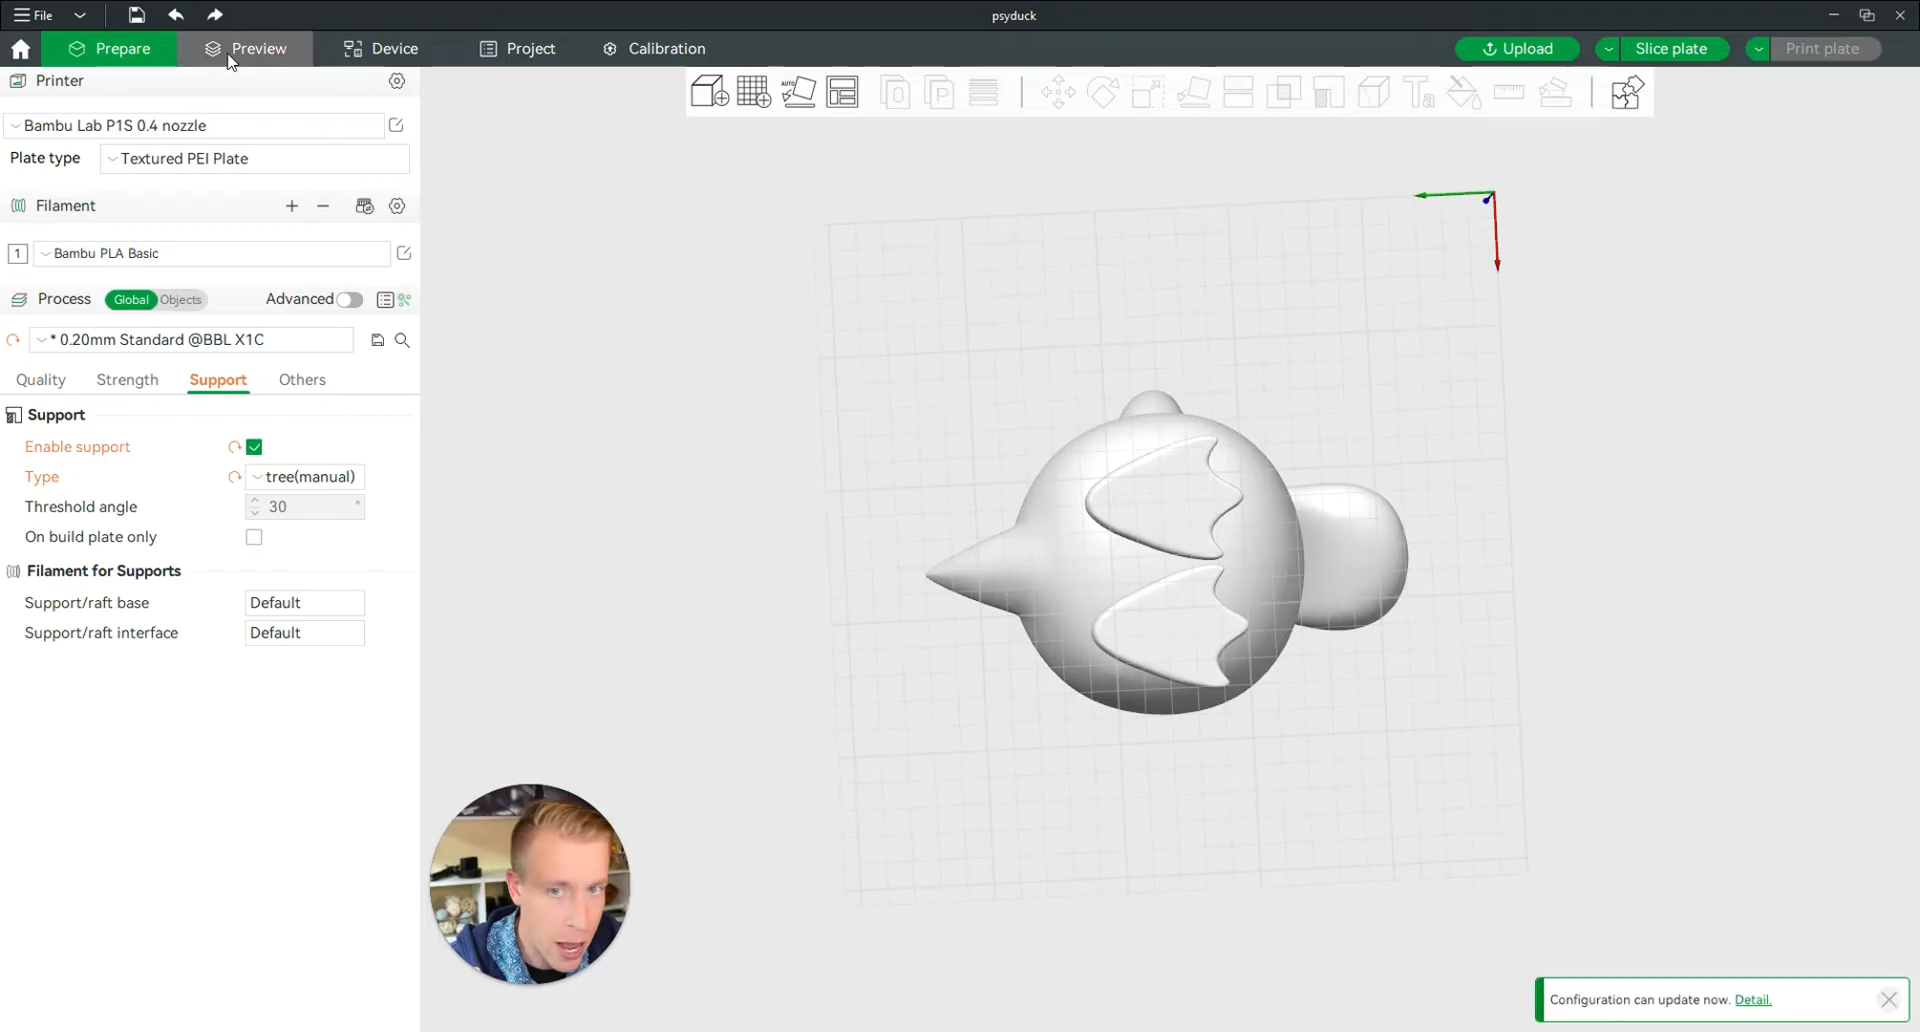 File
psyduck
Prepare
Preview
Device
Project
Calibration
Upload
Slice plate
Print plate
Printer
Bambu Lab P1S 0.4 nozzle
Plate type
Textured PEI Plate
Filament
1
Bambu PLA Basic
Process
Global
Objects
Advanced
* 0.20mm Standard @BBL X1C
Quality
Strength
Support
Others
Support
Enable support
Type
tree(manual)
Threshold angle
30
°
On build plate only
Filament for Supports
Support/raft base
Default
Support/raft interface
Default
AUTO
Configuration can update now. Detail.